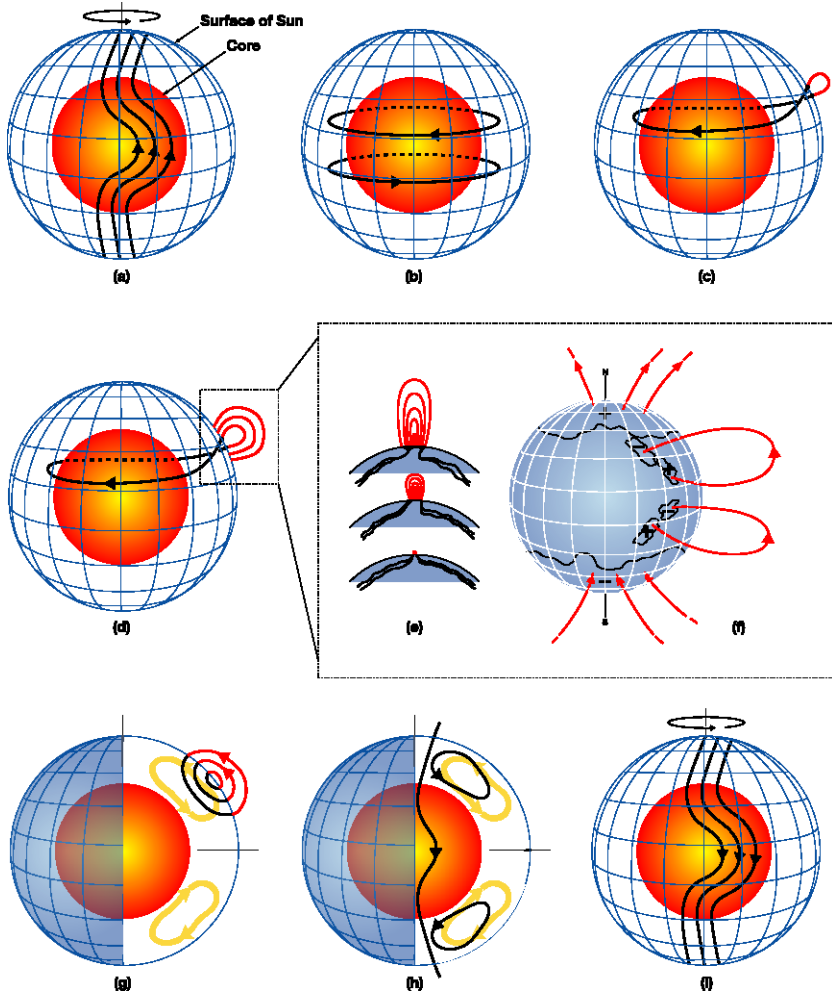 Surface of Sun
Core
(a)
(b)
(c)
N
+
−
S
(d)
(e)
(f)
(g)
(h)
(i)